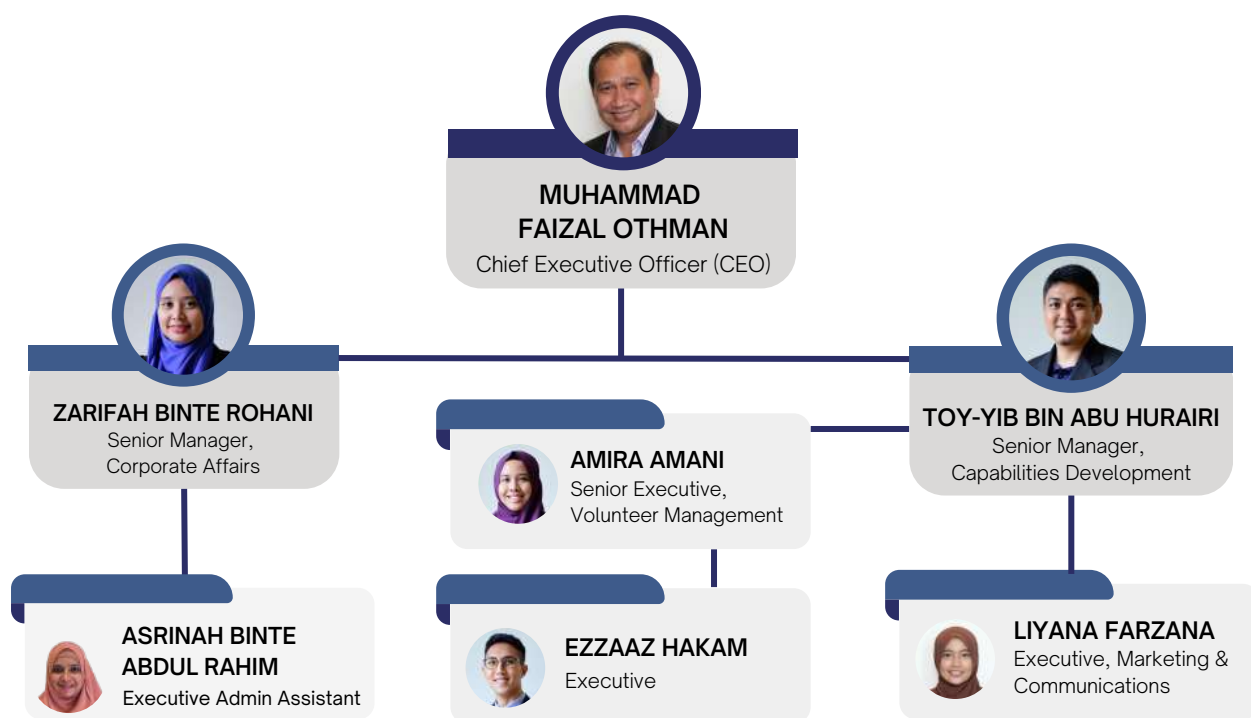 MUHAMMAD
FAIZAL OTHMAN
Chief Executive Officer (CEO)
ZARIFAH BINTE ROHANI
Senior Manager,
Corporate Affairs
TOY-YIB BIN ABU HURAIRI
Senior Manager,
Capabilities Development
AMIRA AMANI
Senior Executive,
Volunteer Management
ASRINAH BINTE
ABDUL RAHIM
Executive Admin Assistant
EZZAAZ HAKAM
Executive
LIYANA FARZANA
Executive, Marketing &
Communications